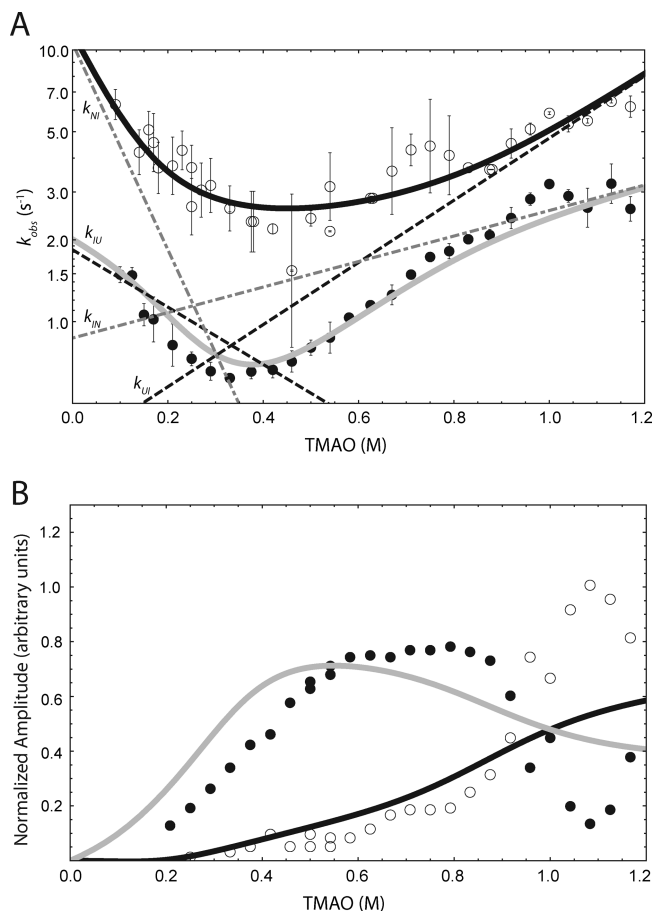 A
10.0
7.0
5.0
3.0
2.0
1.5
1.0
k_obs (s⁻¹)
k_NI
k_IU
k_IN
k_UI
0.0 0.2 0.4 0.6 0.8 1.0 1.2
TMAO (M)
B
1.2
1.0
0.8
0.6
0.4
0.2
Normalized Amplitude (arbitrary units)
0.0 0.2 0.4 0.6 0.8 1.0 1.2
TMAO (M)